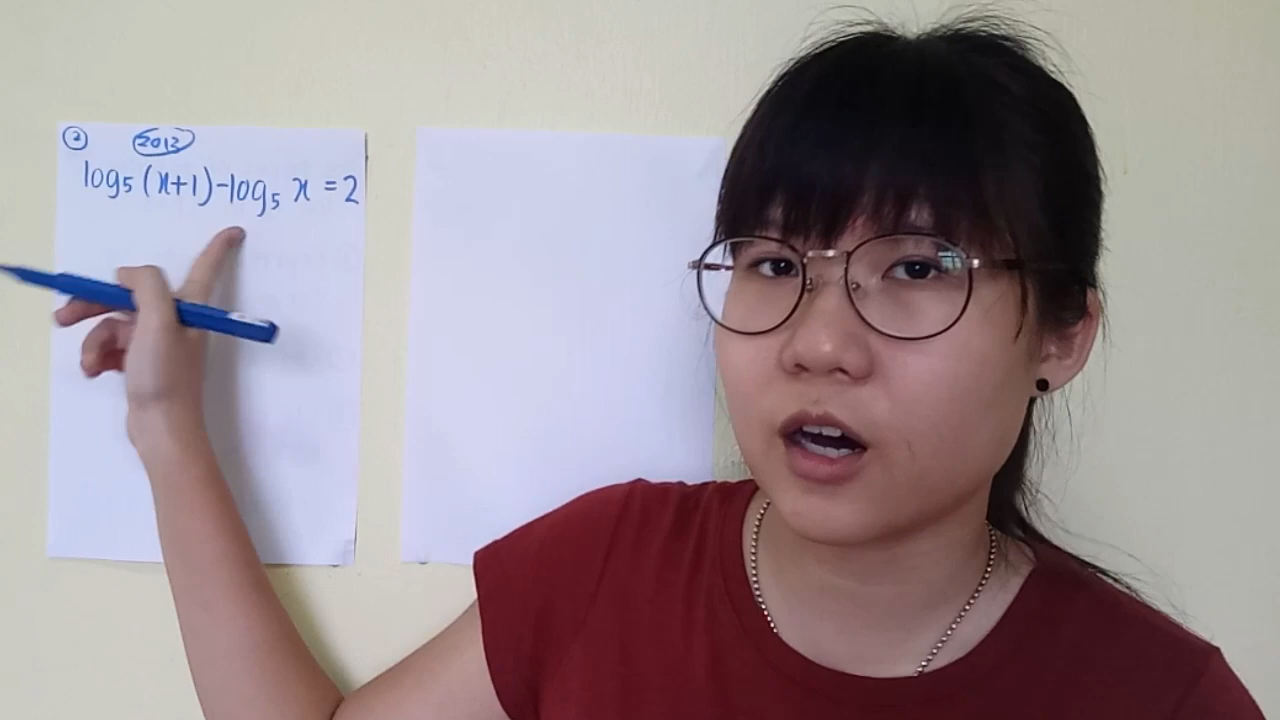 ② 2013
log₅ (x+1) - log₅ x = 2